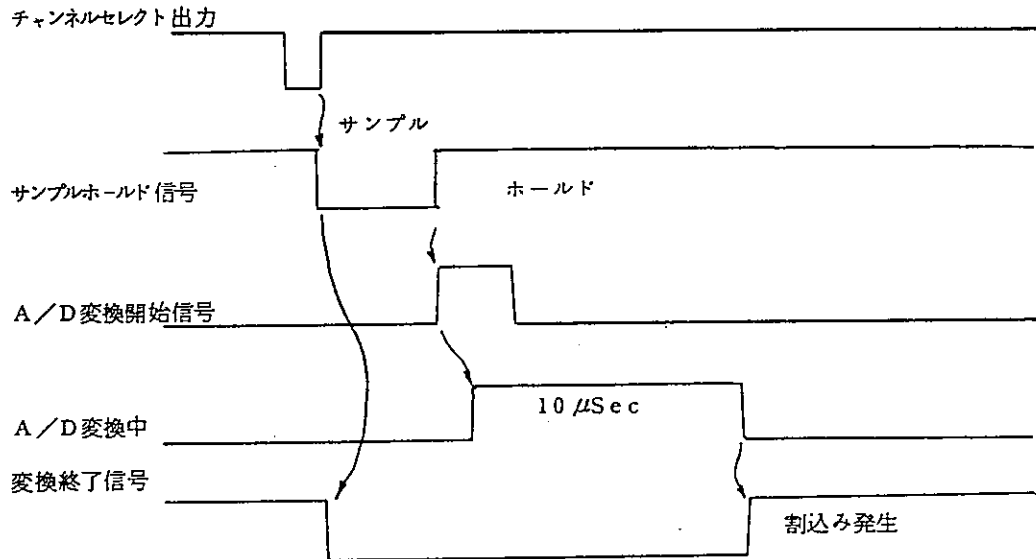 チャンネルセレクト出力
サンプル
サンプルホールド信号
ホールド
A/D変換開始信号
10μSec
A/D変換中
変換終了信号
割込み発生